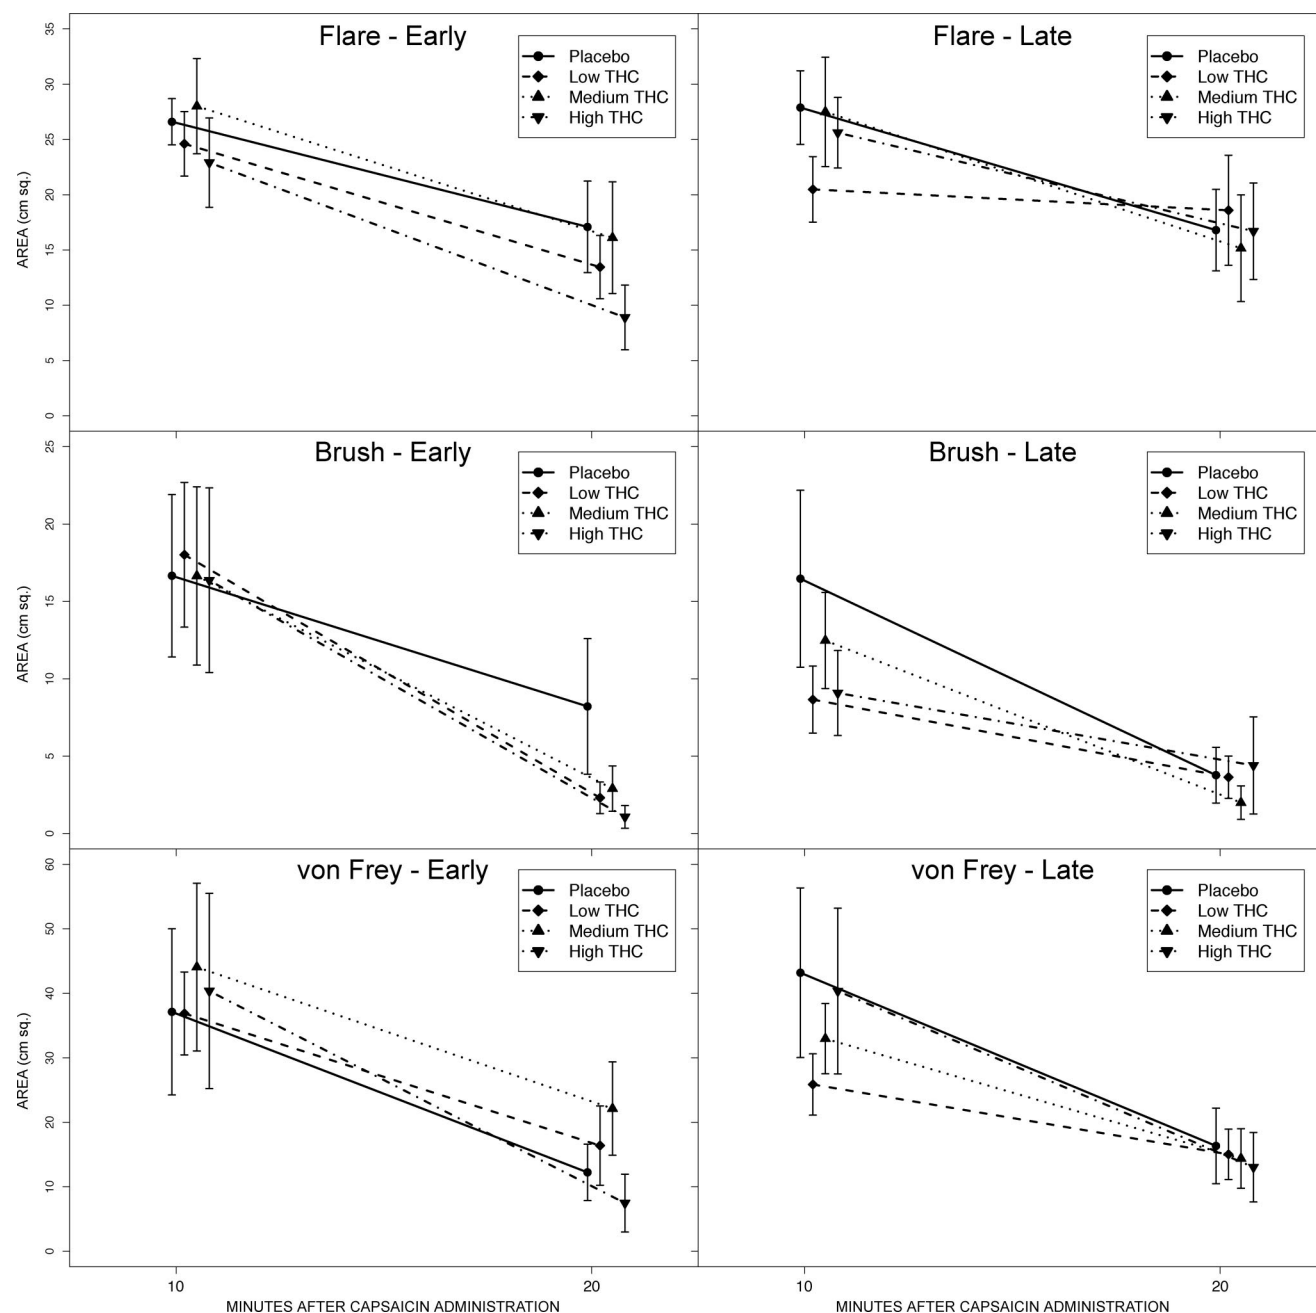 Flare - Early
Placebo
Low THC
Medium THC
High THC
AREA (cm sq.)
35
30
25
20
15
10
5
0
Flare - Late
Placebo
Low THC
Medium THC
High THC
Brush - Early
Placebo
Low THC
Medium THC
High THC
AREA (cm sq.)
25
20
15
10
5
0
Brush - Late
Placebo
Low THC
Medium THC
High THC
von Frey - Early
Placebo
Low THC
Medium THC
High THC
AREA (cm sq.)
60
50
40
30
20
10
0
von Frey - Late
Placebo
Low THC
Medium THC
High THC
10 20
MINUTES AFTER CAPSAICIN ADMINISTRATION
10 20
MINUTES AFTER CAPSAICIN ADMINISTRATION